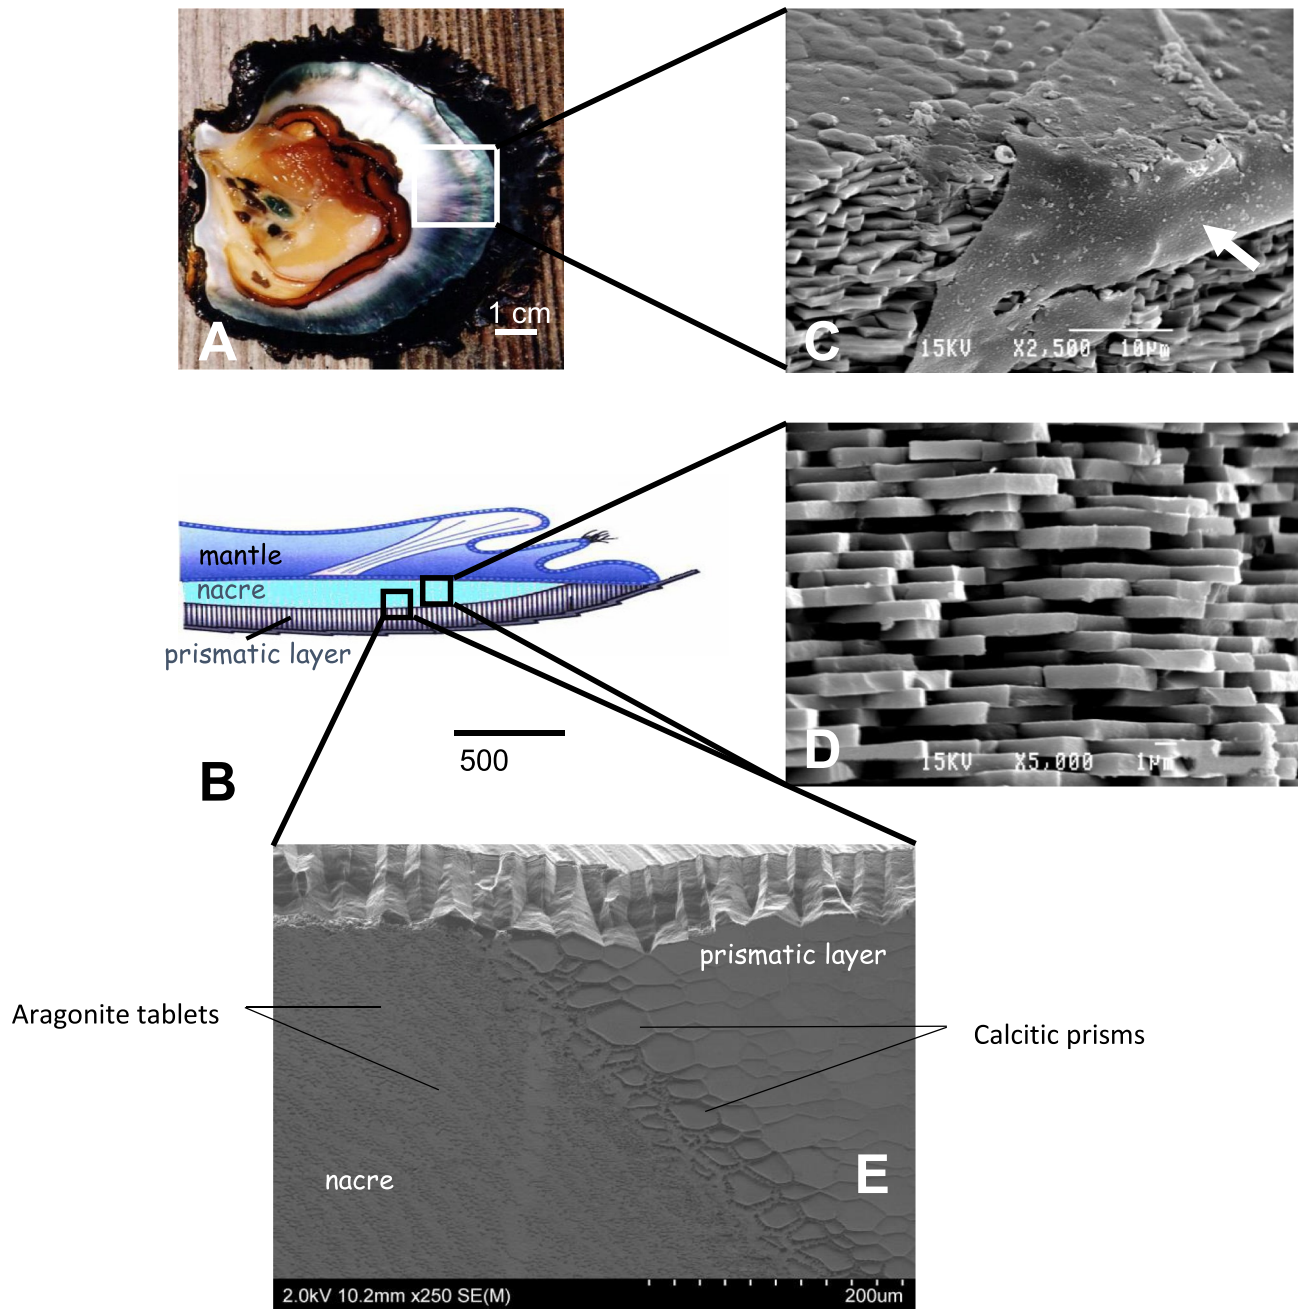 A
1 cm
C
15KV X2,500 10µm
mantle
nacre
prismatic layer
B
500
D
15KV X5,000 1µm
prismatic layer
Aragonite tablets
Calcitic prisms
nacre
E
2.0kV 10.2mm x250 SE(M) 200um